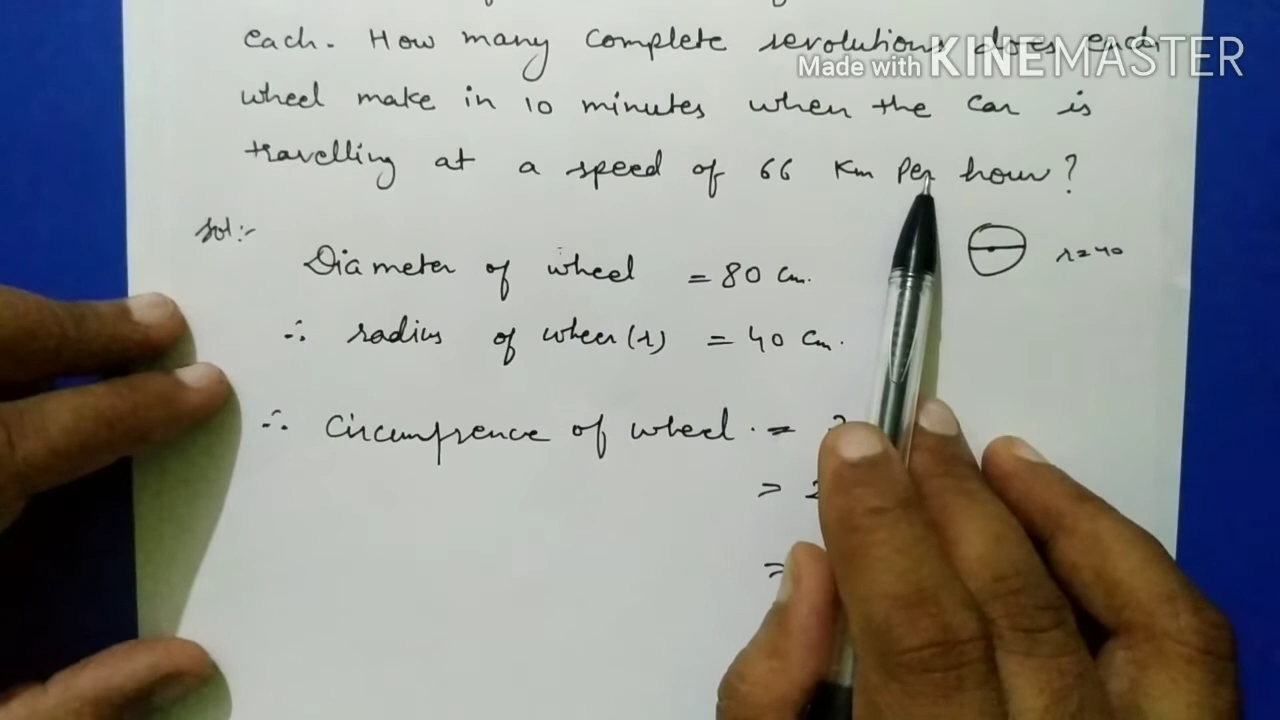 each. How many complete revolutions does each
Made with KINEMASTER
wheel make in 10 minutes when the car is
travelling at a speed of 66 Km Per hour?
Sol:-
Diameter of wheel = 80 cm.
r=40
∴ radius of wheel (r) = 40 cm.
∴ Circumfrence of wheel . =
=
=